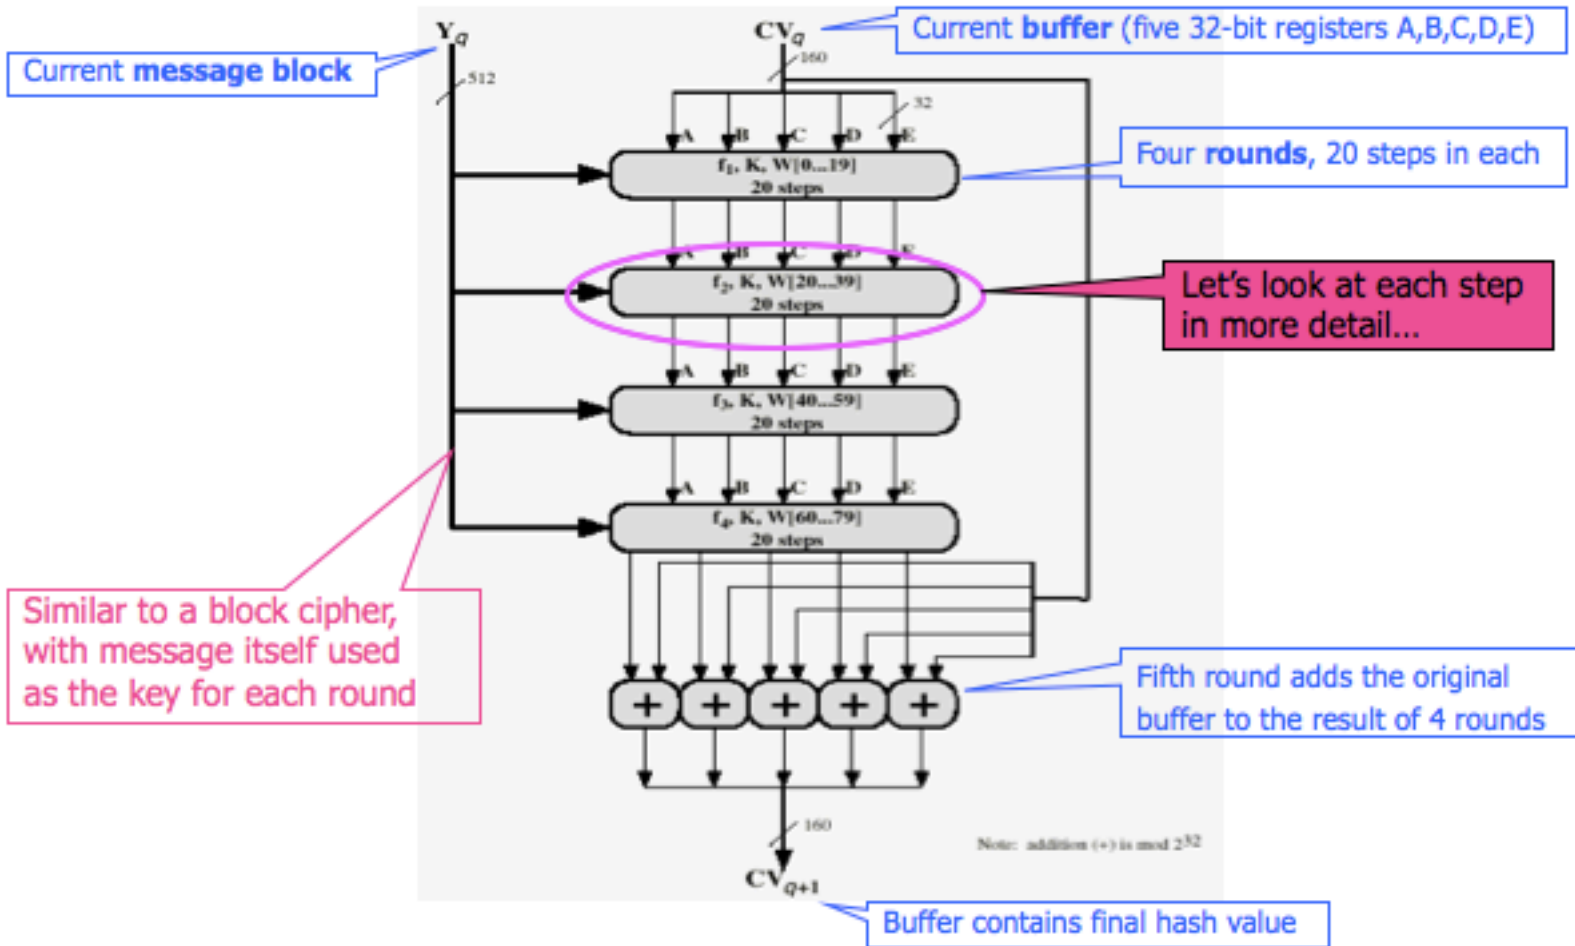 Y_q
CV_q
Current buffer (five 32-bit registers A,B,C,D,E)
Current message block
512
160
32
A B C D E
f1, K, W[0...19]
20 steps
Four rounds, 20 steps in each
A B C D E
f2, K, W[20...39]
20 steps
Let's look at each step
in more detail...
A B C D E
f3, K, W[40...59]
20 steps
A B C D E
f4, K, W[60...79]
20 steps
Similar to a block cipher,
with message itself used
as the key for each round
+ + + + +
Fifth round adds the original
buffer to the result of 4 rounds
160
Note: addition (+) is mod 2^32
CV_q+1
Buffer contains final hash value